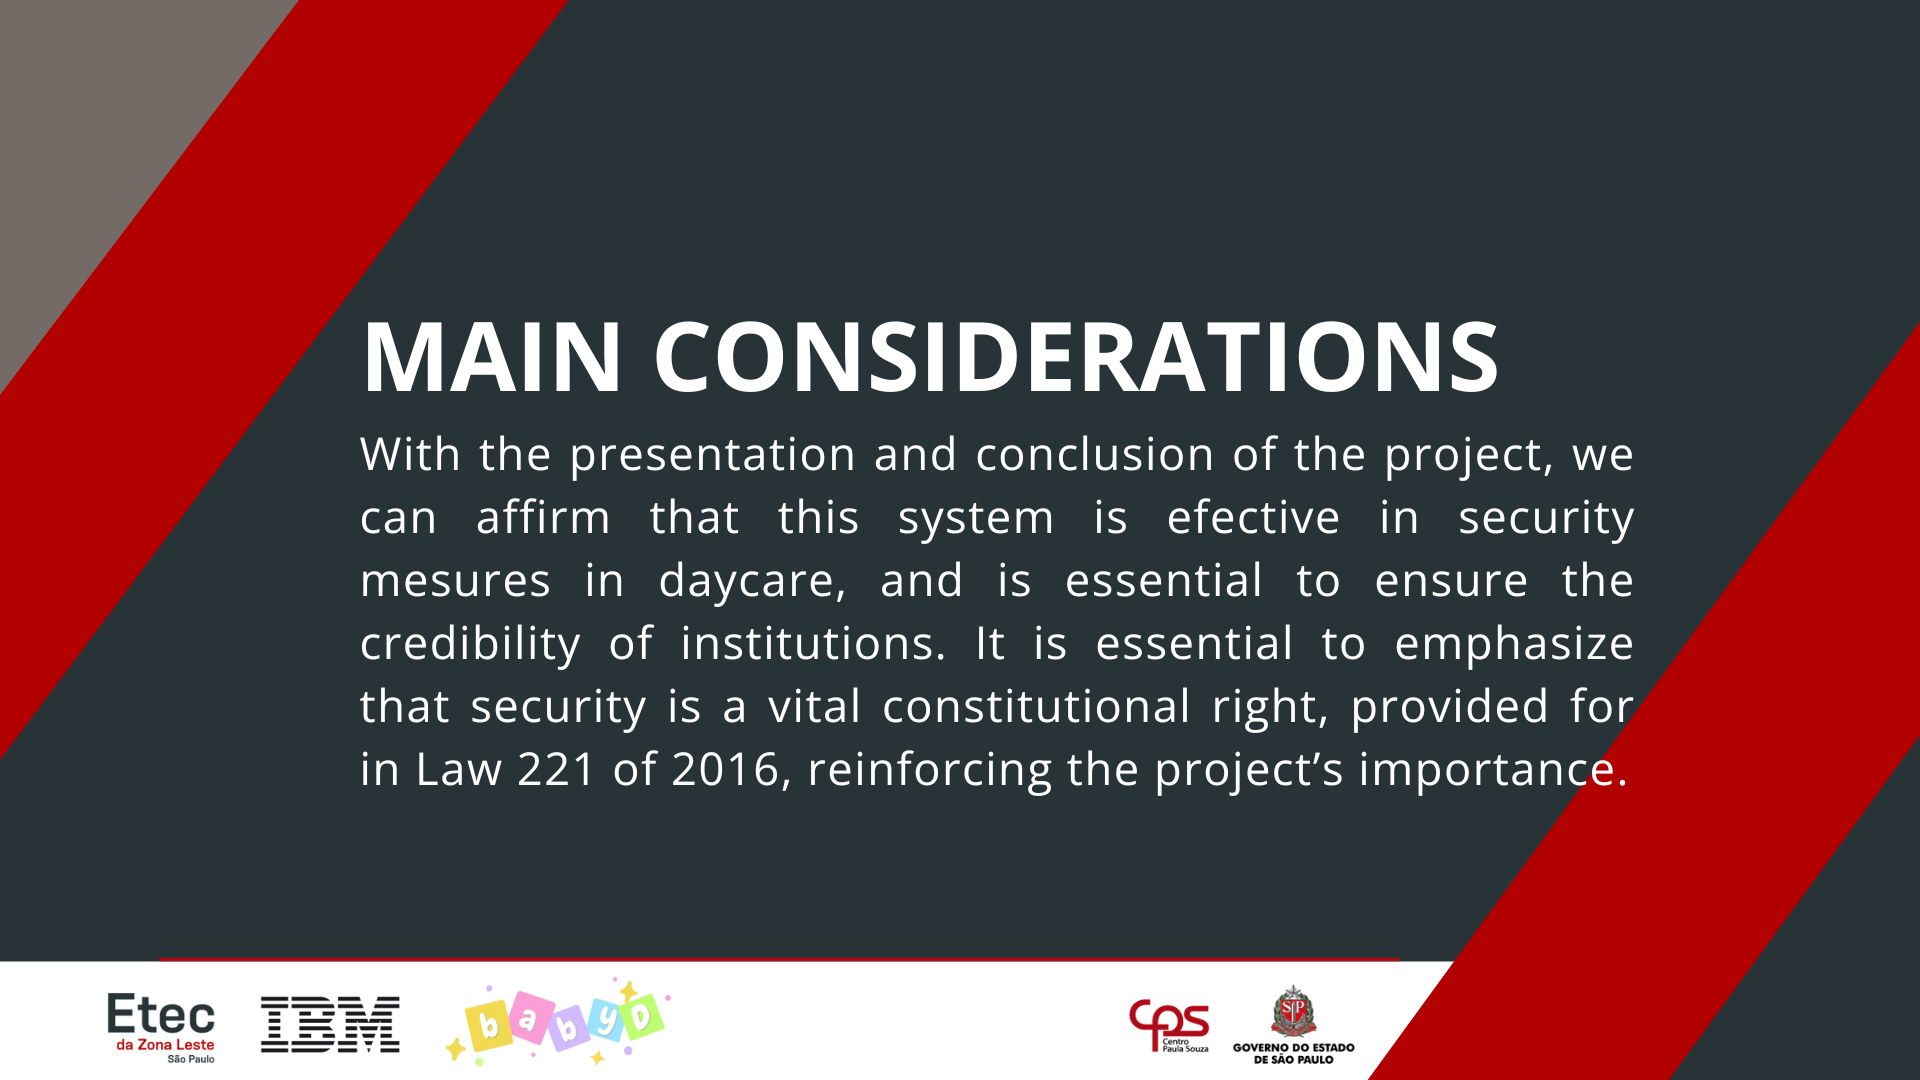 MAIN CONSIDERATIONS
With the presentation and conclusion of the project, we
can affirm that this system is efective in security
mesures in daycare, and is essential to ensure the
credibility of institutions. It is essential to emphasize
that security is a vital constitutional right, provided for
in Law 221 of 2016, reinforcing the project’s importance.
Etec
da Zona Leste
São Paulo
IBM
babyD
cps
Centro
Paula Souza
SP
GOVERNO DO ESTADO
DE SÃO PAULO